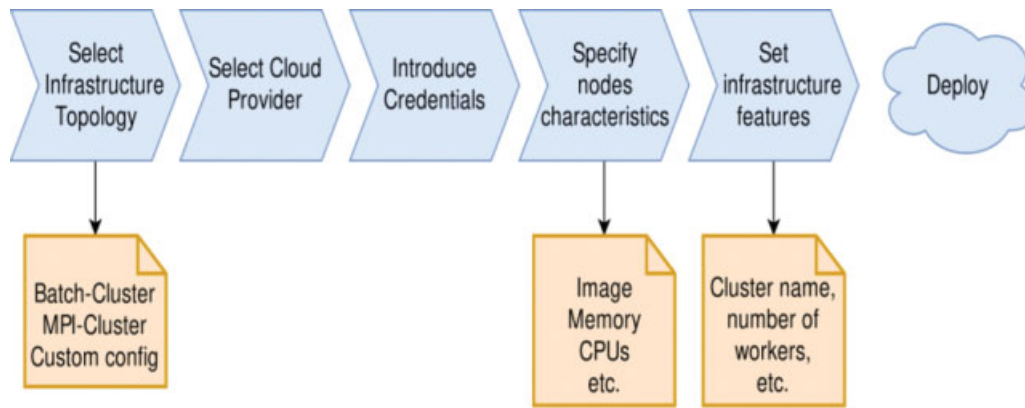 Select
Infrastructure
Topology
Select Cloud
Provider
Introduce
Credentials
Specify
nodes
characteristics
Set
infrastructure
features
Deploy
Batch-Cluster
MPI-Cluster
Custom config
Image
Memory
CPUs
etc.
Cluster name,
number of
workers,
etc.